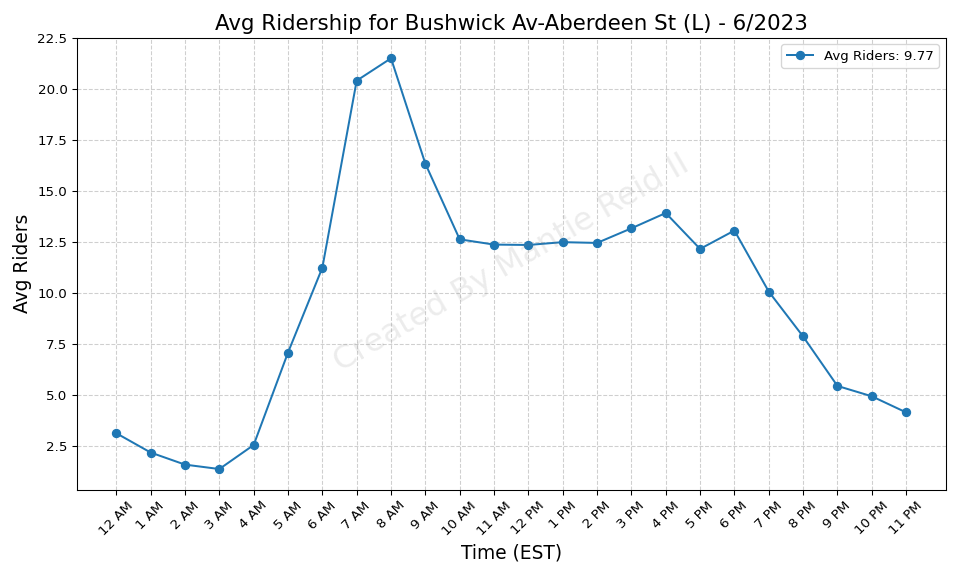 Avg Ridership for Bushwick Av-Aberdeen St (L) - 6/2023
Avg Riders: 9.77
22.5
20.0
17.5
15.0
12.5
10.0
7.5
5.0
2.5
Avg Riders
Created By Mantie Reid II
12 AM
1 AM
2 AM
3 AM
4 AM
5 AM
6 AM
7 AM
8 AM
9 AM
10 AM
11 AM
12 PM
1 PM
2 PM
3 PM
4 PM
5 PM
6 PM
7 PM
8 PM
9 PM
10 PM
11 PM
Time (EST)